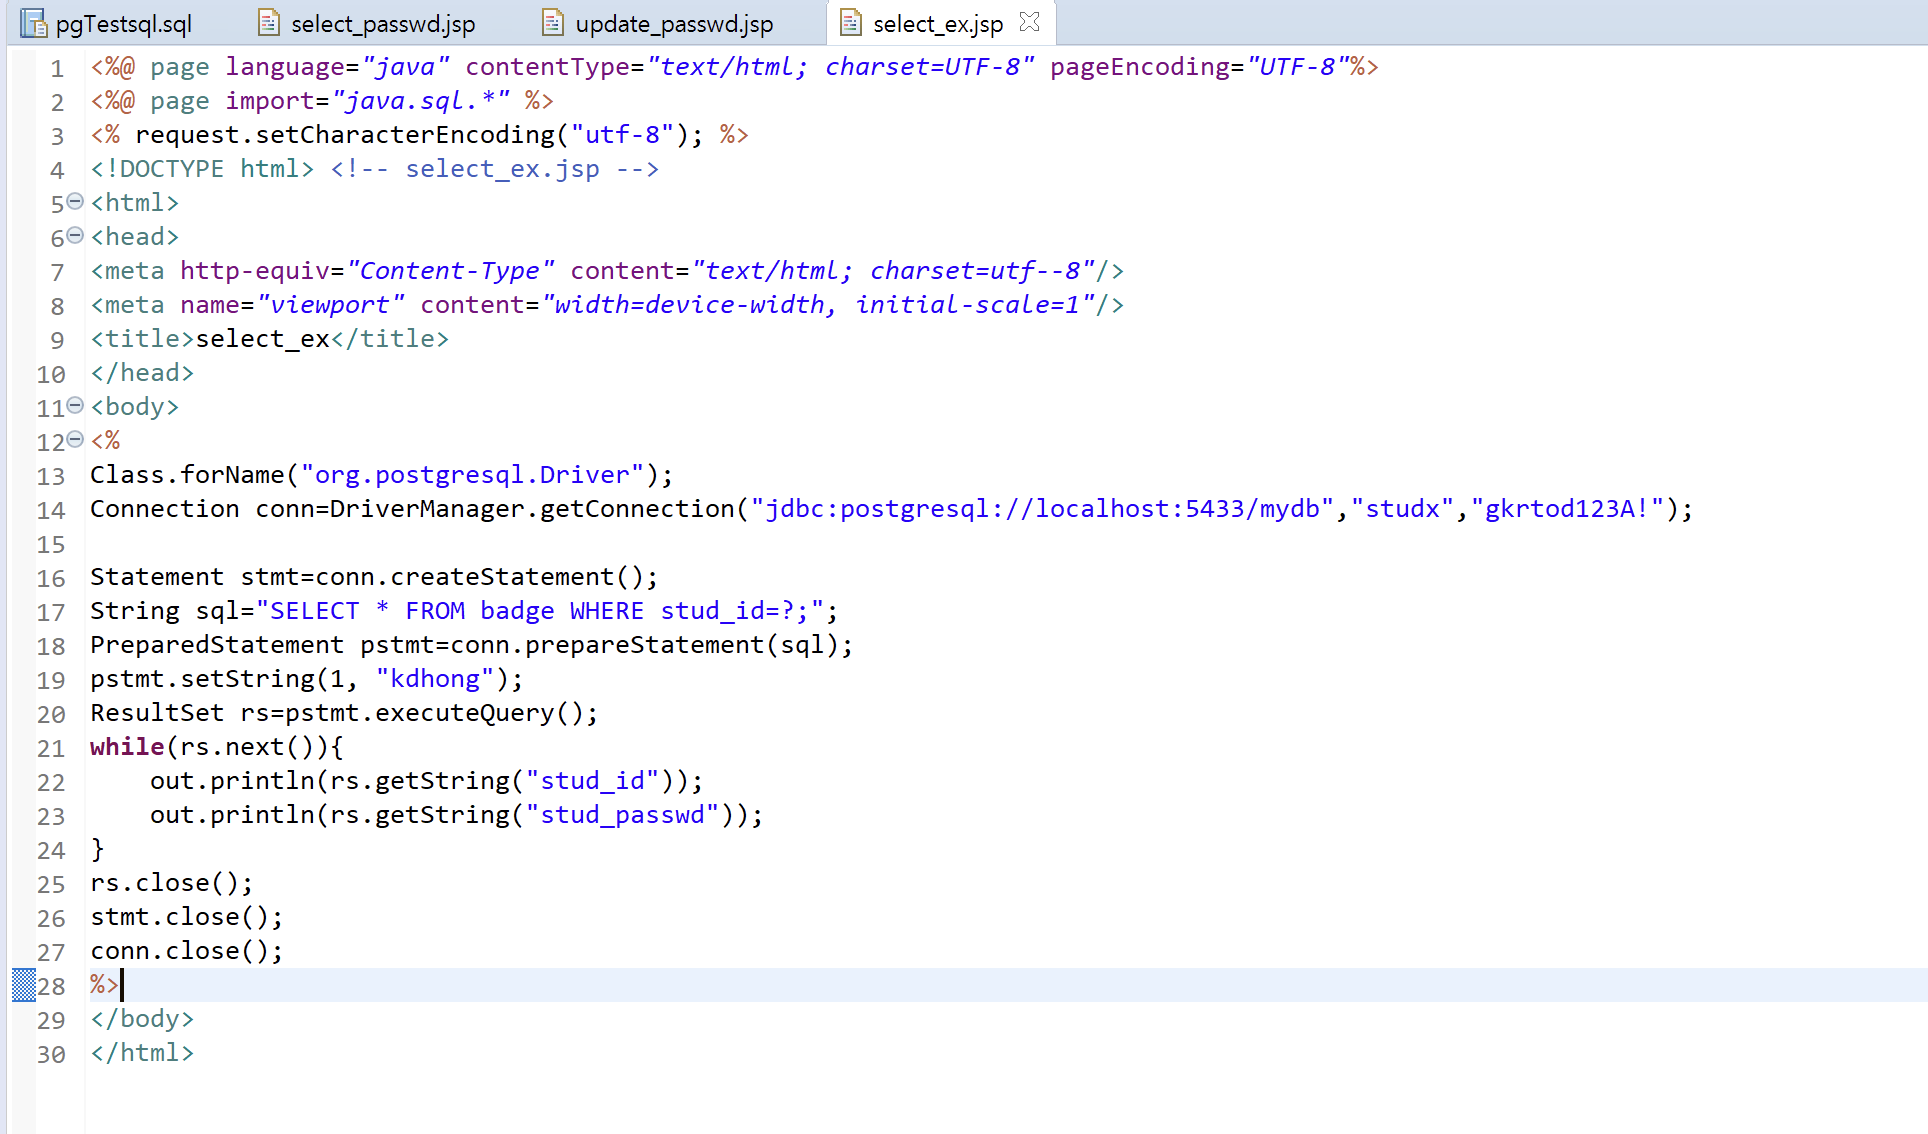 pgTestsql.sql select_passwd.jsp update_passwd.jsp select_ex.jsp
1 <%@ page language="java" contentType="text/html; charset=UTF-8" pageEncoding="UTF-8"%>
2 <%@ page import="java.sql.*" %>
3 <% request.setCharacterEncoding("utf-8"); %>
4 <!DOCTYPE html> <!-- select_ex.jsp -->
5 <html>
6 <head>
7 <meta http-equiv="Content-Type" content="text/html; charset=utf--8"/>
8 <meta name="viewport" content="width=device-width, initial-scale=1"/>
9 <title>select_ex</title>
10 </head>
11 <body>
12 <%
13 Class.forName("org.postgresql.Driver");
14 Connection conn=DriverManager.getConnection("jdbc:postgresql://localhost:5433/mydb","studx","gkrtod123A!");
15
16 Statement stmt=conn.createStatement();
17 String sql="SELECT * FROM badge WHERE stud_id=?;";
18 PreparedStatement pstmt=conn.prepareStatement(sql);
19 pstmt.setString(1, "kdhong");
20 ResultSet rs=pstmt.executeQuery();
21 while(rs.next()){
22     out.println(rs.getString("stud_id"));
23     out.println(rs.getString("stud_passwd"));
24 }
25 rs.close();
26 stmt.close();
27 conn.close();
28 %>
29 </body>
30 </html>